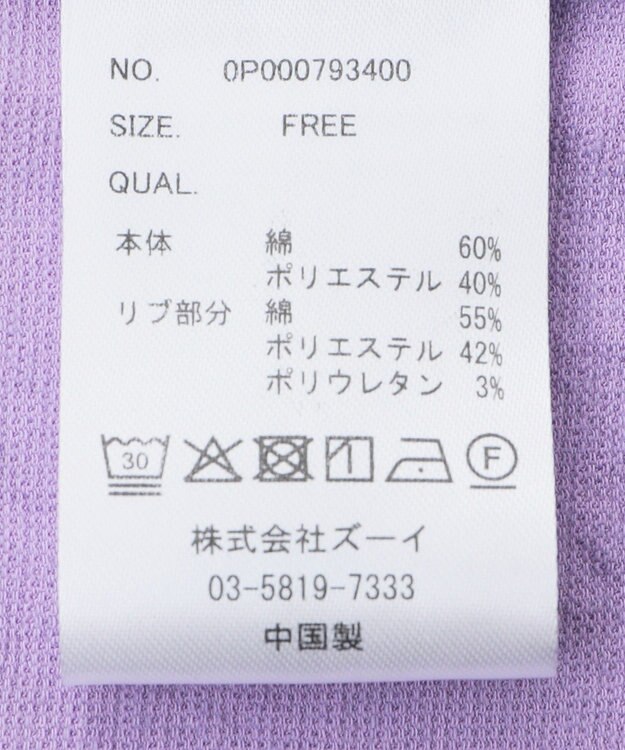 NO. 0P000793400
SIZE. FREE
QUAL.
本体 綿 60%
ポリエステル 40%
リブ部分 綿 55%
ポリエステル 42%
ポリウレタン 3%
30 F
株式会社ズーイ
03-5819-7333
中国製